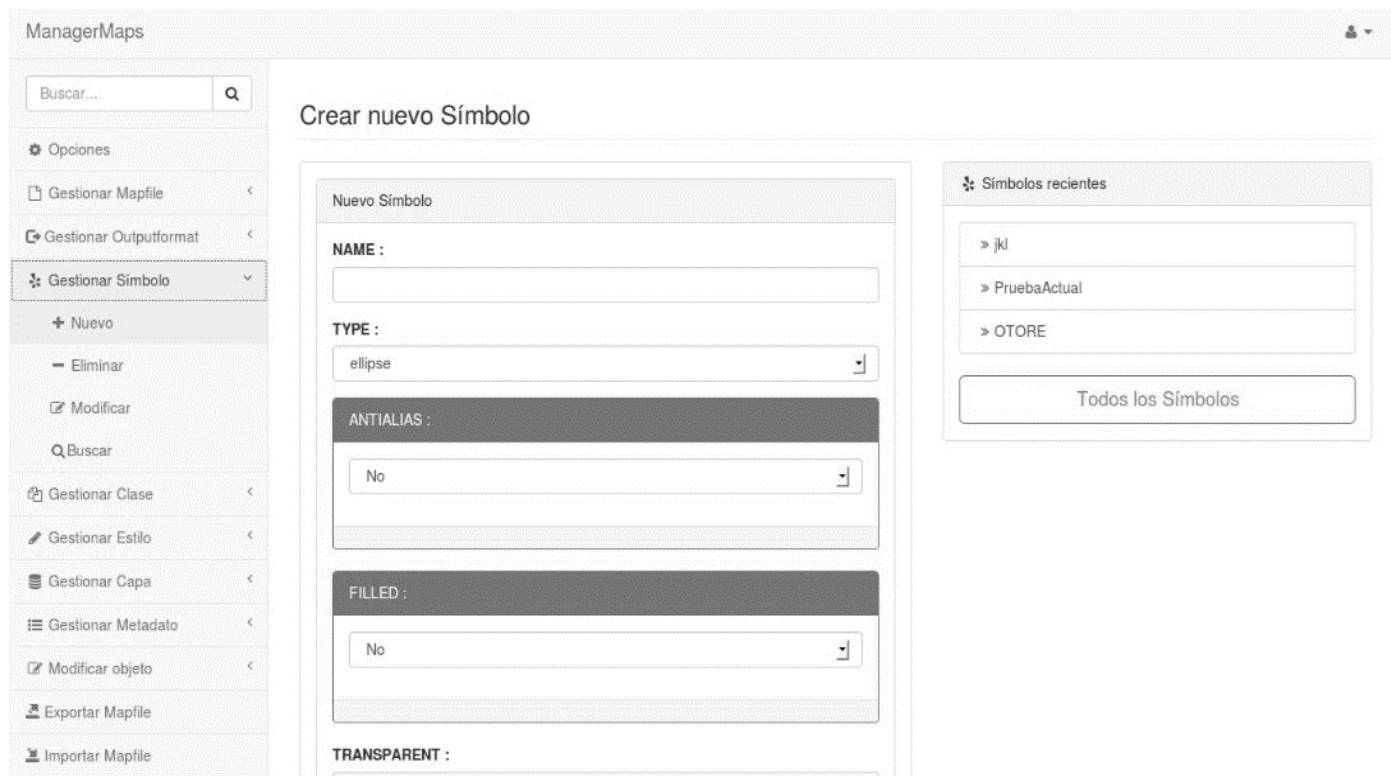 ManagerMaps
Buscar...
Opciones
Gestionar Mapfile
Gestionar Outputformat
Gestionar Símbolo
Nuevo
Eliminar
Modificar
Buscar
Gestionar Clase
Gestionar Estilo
Gestionar Capa
Gestionar Metadato
Modificar objeto
Exportar Mapfile
Importar Mapfile
Crear nuevo Símbolo
Nuevo Símbolo
NAME :
TYPE :
ellipse
ANTIALIAS :
No
FILLED :
No
TRANSPARENT :
Símbolos recientes
» jkl
» PruebaActual
» OTORE
Todos los Símbolos